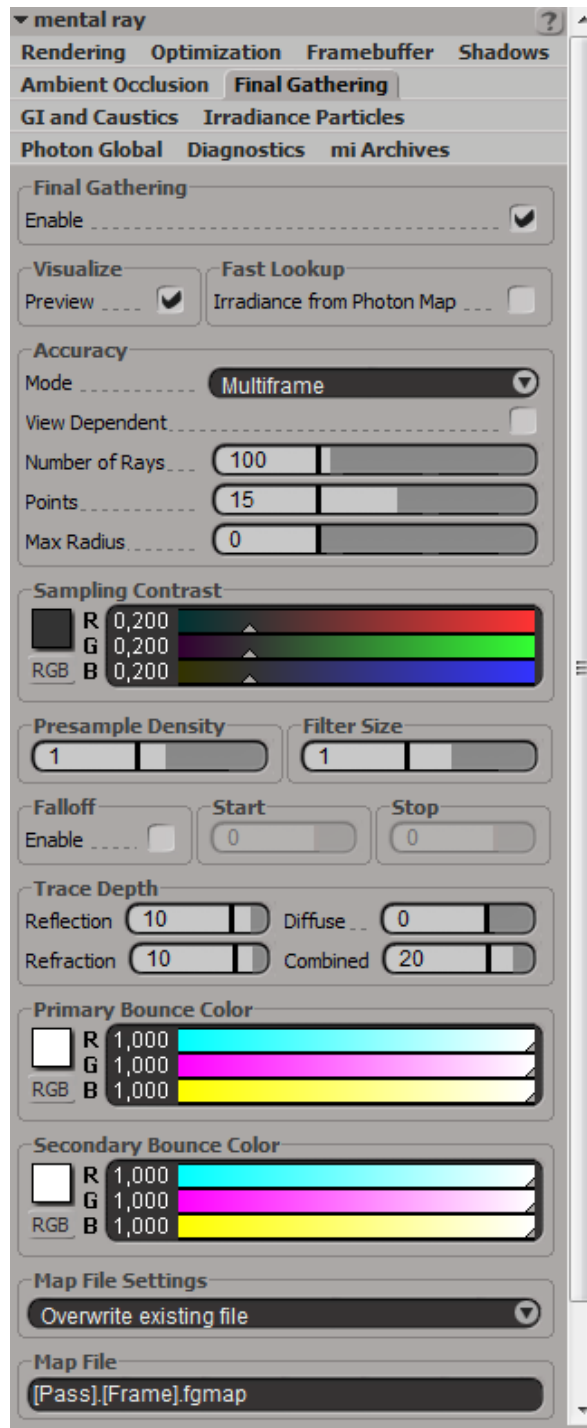 mental ray ?
Rendering Optimization Framebuffer Shadows
Ambient Occlusion Final Gathering
GI and Caustics Irradiance Particles
Photon Global Diagnostics mi Archives
Final Gathering
Enable
Visualize Fast Lookup
Preview Irradiance from Photon Map
Accuracy
Mode Multiframe
View Dependent
Number of Rays 100
Points 15
Max Radius 0
Sampling Contrast
R 0,200
G 0,200
RGB B 0,200
Presample Density Filter Size
1 1
Falloff Start Stop
Enable 0 0
Trace Depth
Reflection 10 Diffuse 0
Refraction 10 Combined 20
Primary Bounce Color
R 1,000
G 1,000
RGB B 1,000
Secondary Bounce Color
R 1,000
G 1,000
RGB B 1,000
Map File Settings
Overwrite existing file
Map File
[Pass].[Frame].fgmap